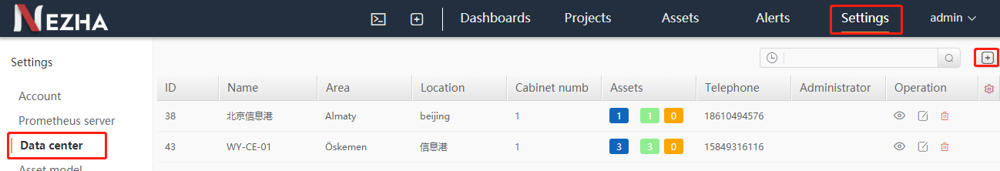 NEZHA Dashboards Projects Assets Alerts Settings admin
Settings
Account
Prometheus server
Data center
Asset model
ID Name Area Location Cabinet numb Assets Telephone Administrator Operation
38 北京信息港 Almaty beijing 1 1 1 0 18610494576
43 WY-CE-01 Öskemen 信息港 1 3 3 0 15849316116